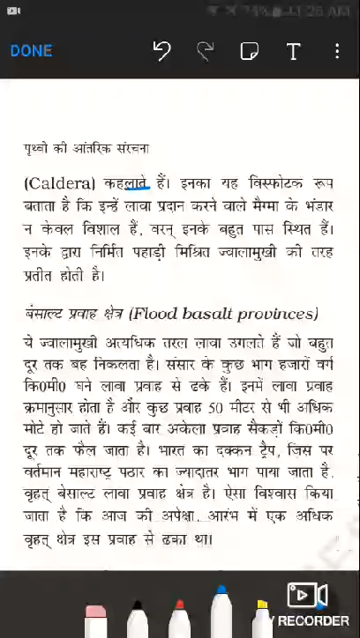 11:26 AM
DONE
T
पृथ्वी की आंतरिक संरचना
(Caldera) कहलाते हैं। इनका यह विस्फोटक रूप
बताता है कि इन्हें लावा प्रदान करने वाले मैग्मा के भंडार
न केवल विशाल हैं, वरन् इनके बहुत पास स्थित हैं।
इनके द्वारा निर्मित पहाड़ी मिश्रित ज्वालामुखी की तरह
प्रतीत होती है।
बेसाल्ट प्रवाह क्षेत्र (Flood basalt provinces)
ये ज्वालामुखी अत्यधिक तरल लावा उगलते हैं जो बहुत
दूर तक बह निकलता है। संसार के कुछ भाग हजारों वर्ग
कि0मी0 घने लावा प्रवाह से ढके हैं। इनमें लावा प्रवाह
क्रमानुसार होता है और कुछ प्रवाह 50 मीटर से भी अधिक
मोटे हो जाते हैं। कई बार अकेला प्रवाह सैकड़ों कि0मी0
दूर तक फैल जाता है। भारत का दक्कन ट्रैप, जिस पर
वर्तमान महाराष्ट्र पठार का ज्यादातर भाग पाया जाता है,
वृहत् बेसाल्ट लावा प्रवाह क्षेत्र है। ऐसा विश्वास किया
जाता है कि आज की अपेक्षा, आरंभ में एक अधिक
वृहत् क्षेत्र इस प्रवाह से ढका था।
RECORDER